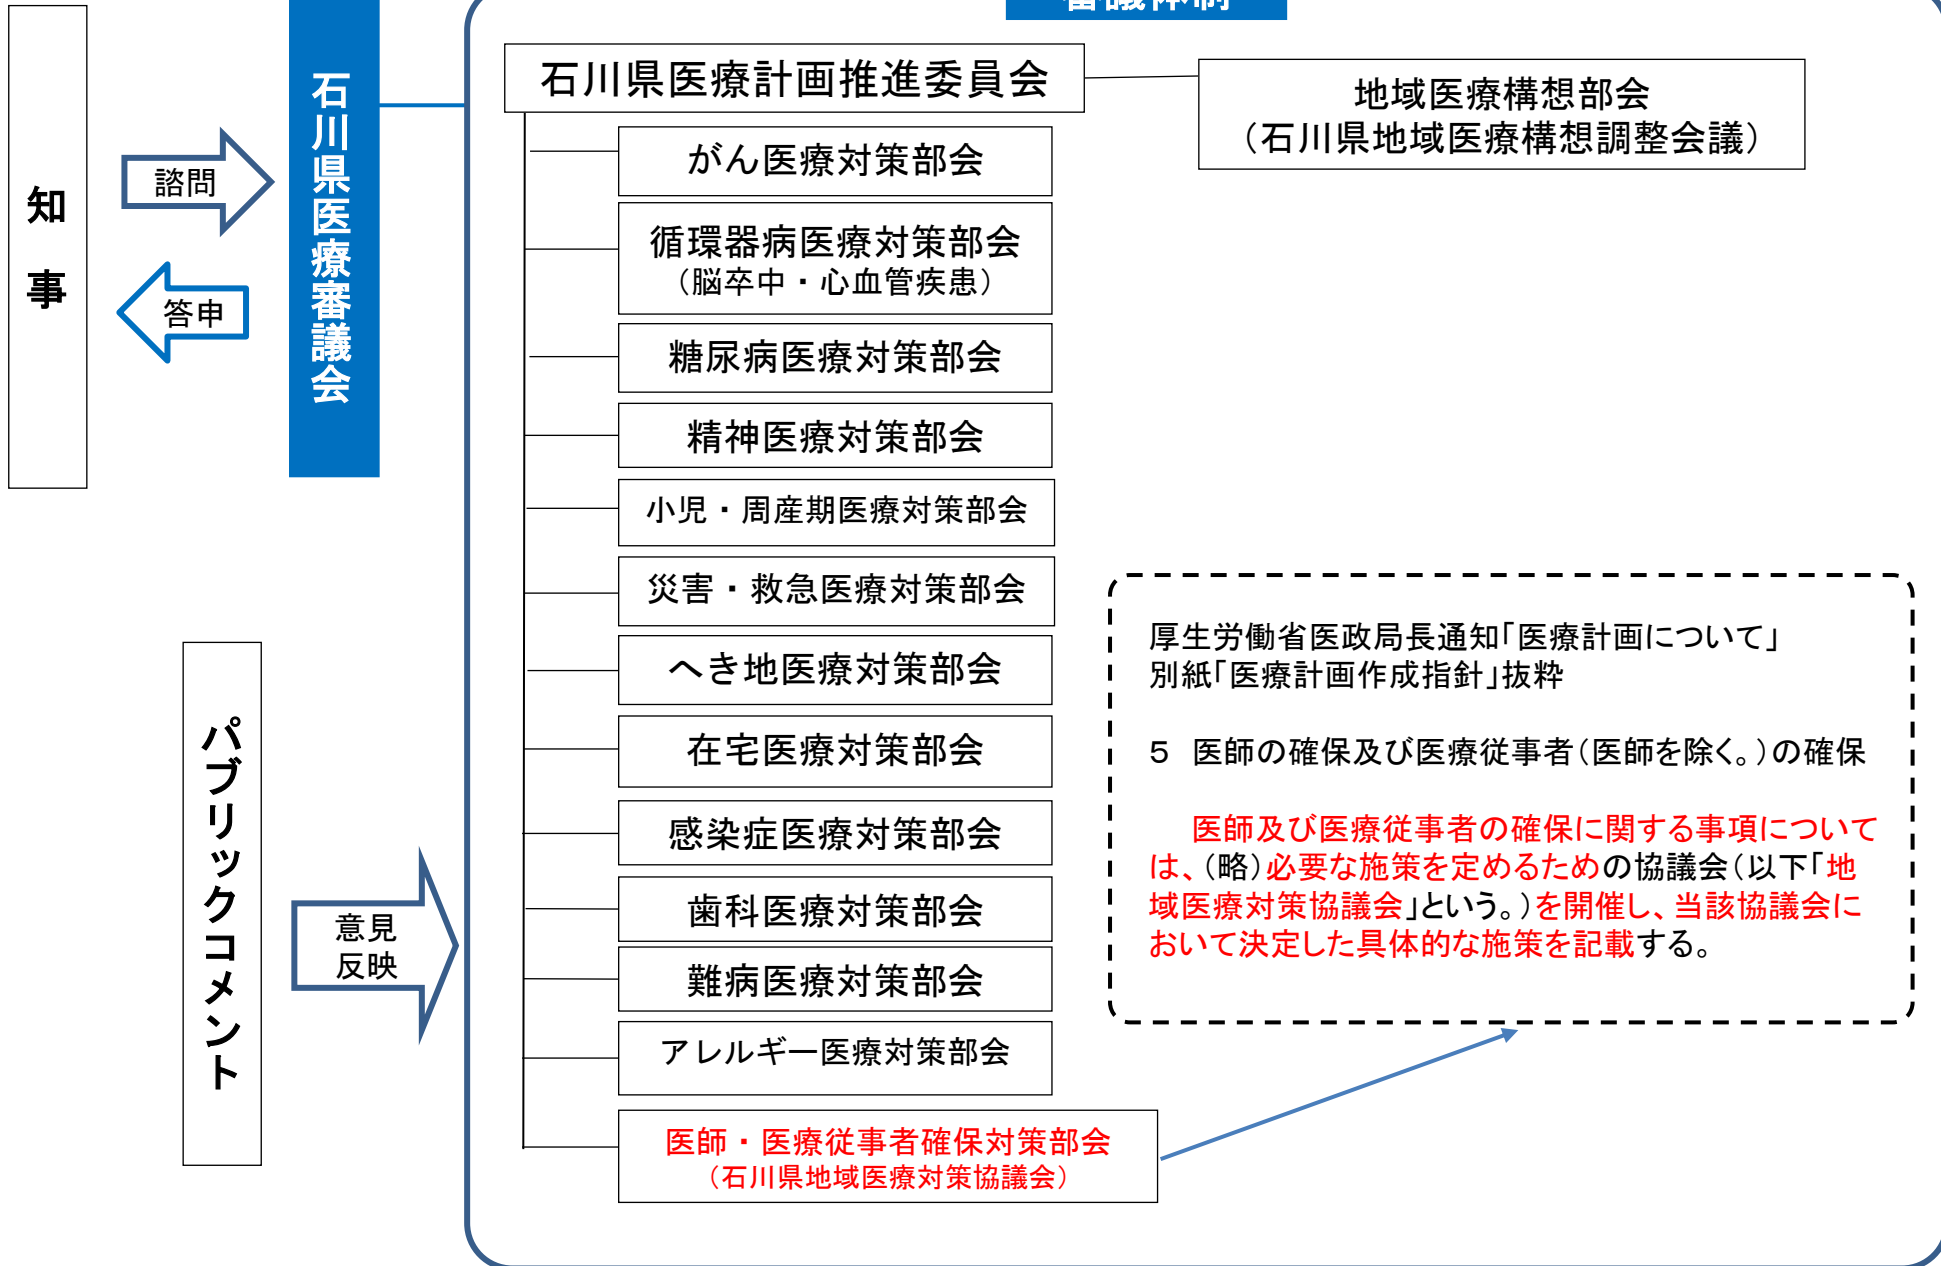 審議体制
知事
諮問
答申
石川県医療審議会
石川県医療計画推進委員会
地域医療構想部会
（石川県地域医療構想調整会議）
がん医療対策部会
循環器病医療対策部会
（脳卒中・心血管疾患）
糖尿病医療対策部会
精神医療対策部会
小児・周産期医療対策部会
災害・救急医療対策部会
へき地医療対策部会
在宅医療対策部会
感染症医療対策部会
歯科医療対策部会
難病医療対策部会
アレルギー医療対策部会
医師・医療従事者確保対策部会
（石川県地域医療対策協議会）
パブリックコメント
意見
反映
厚生労働省医政局長通知「医療計画について」
別紙「医療計画作成指針」抜粋
５　医師の確保及び医療従事者（医師を除く。）の確保
医師及び医療従事者の確保に関する事項について
は、（略）必要な施策を定めるための協議会（以下「地
域医療対策協議会」という。）を開催し、当該協議会に
おいて決定した具体的な施策を記載する。